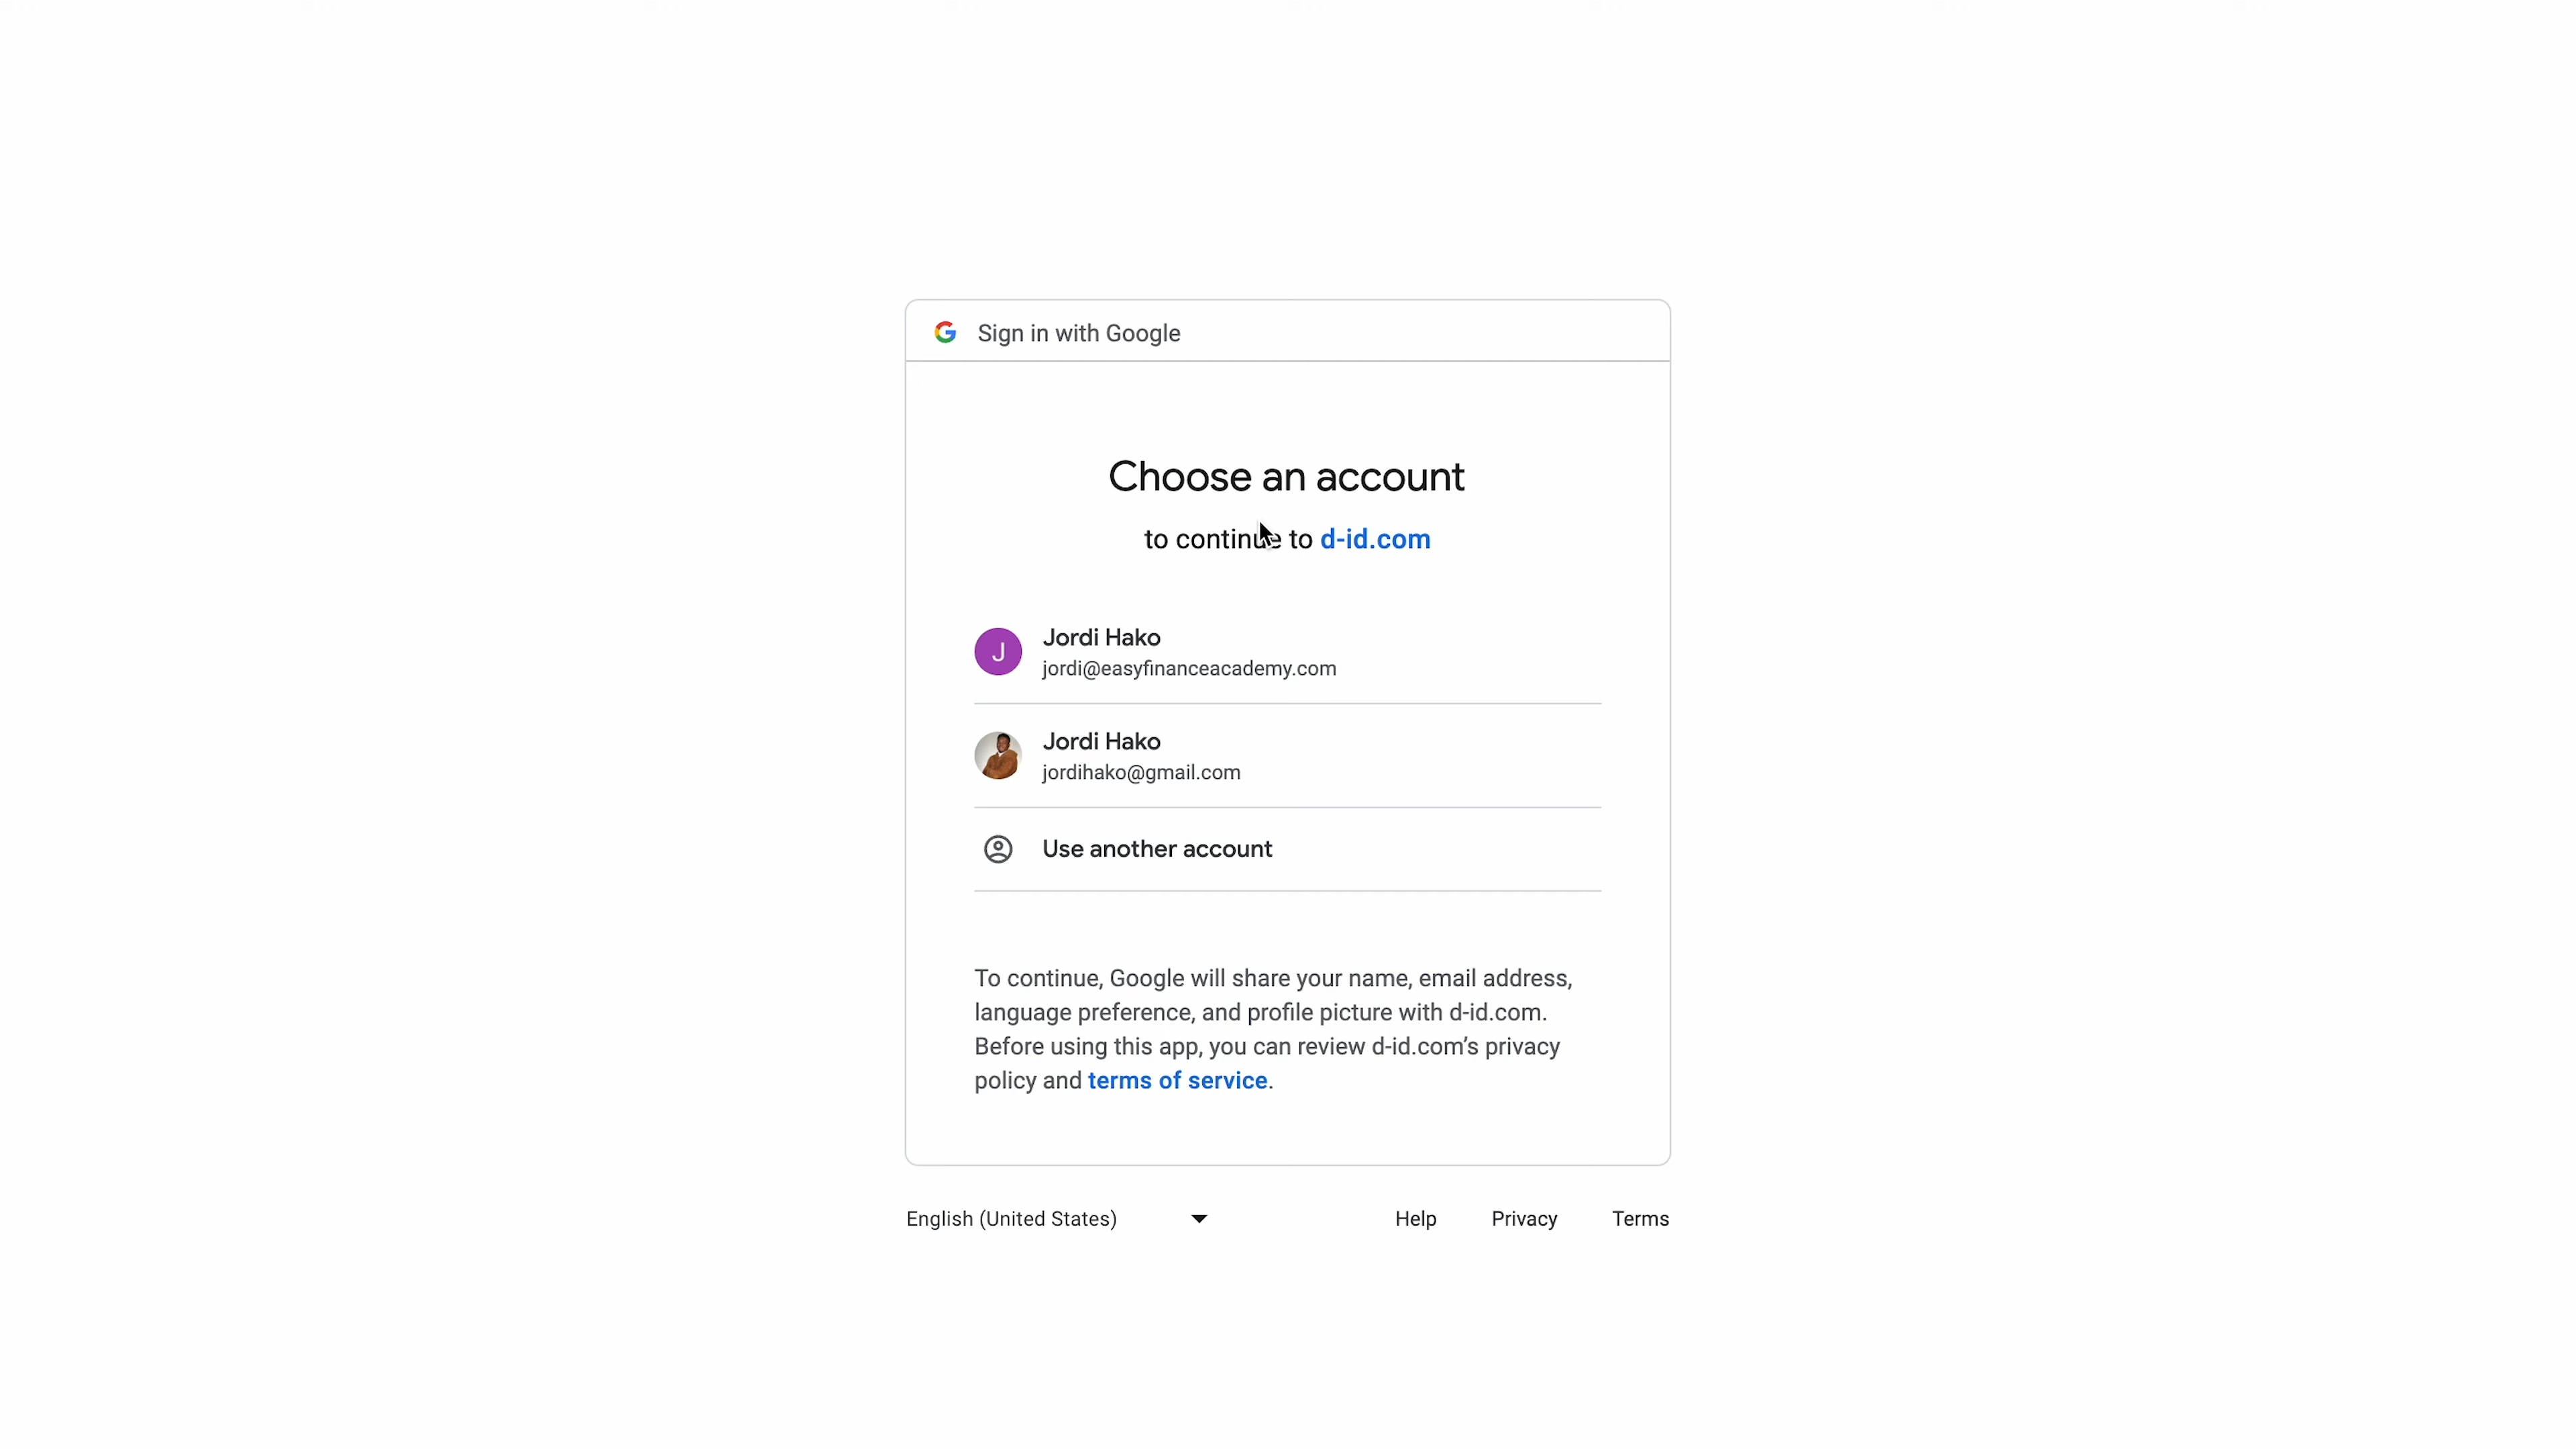 Sign in with Google
Choose an account
to continue to d-id.com
J
Jordi Hako
jordi@easyfinanceacademy.com
Jordi Hako
jordihako@gmail.com
Use another account
To continue, Google will share your name, email address,
language preference, and profile picture with d-id.com.
Before using this app, you can review d-id.com’s privacy
policy and terms of service.
English (United States)
Help
Privacy
Terms